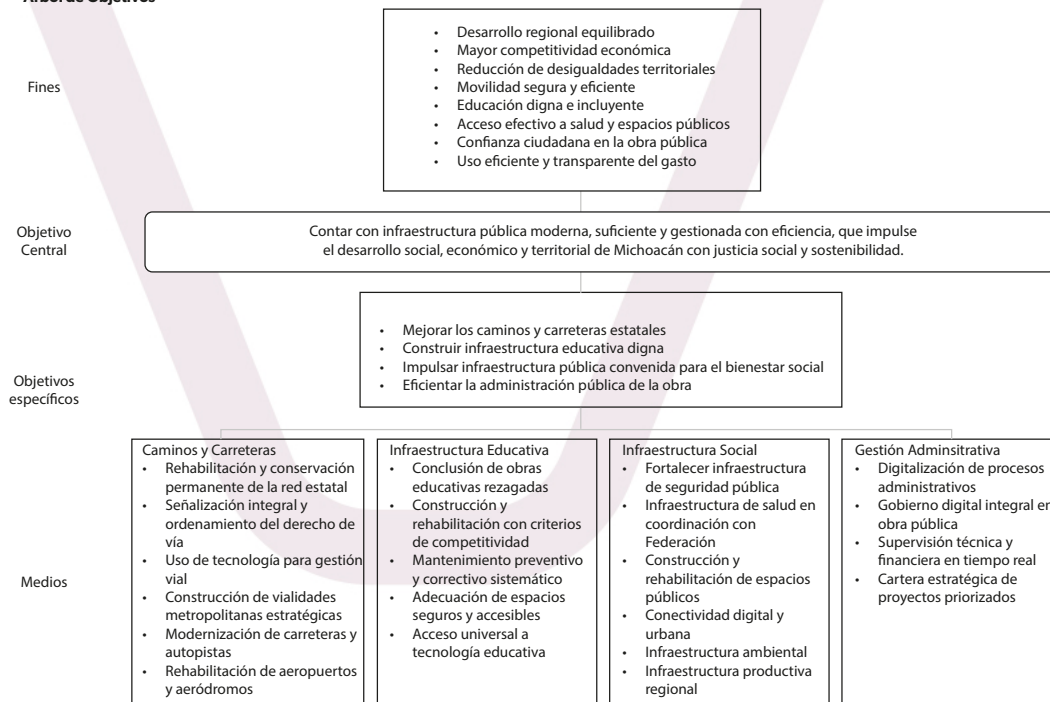 Árbol de Objetivos
Fines
• Desarrollo regional equilibrado
• Mayor competitividad económica
• Reducción de desigualdades territoriales
• Movilidad segura y eficiente
• Educación digna e incluyente
• Acceso efectivo a salud y espacios públicos
• Confianza ciudadana en la obra pública
• Uso eficiente y transparente del gasto
Objetivo
Central
Contar con infraestructura pública moderna, suficiente y gestionada con eficiencia, que impulse
el desarrollo social, económico y territorial de Michoacán con justicia social y sostenibilidad.
Objetivos
específicos
• Mejorar los caminos y carreteras estatales
• Construir infraestructura educativa digna
• Impulsar infraestructura pública convenida para el bienestar social
• Eficientar la administración pública de la obra
Medios
Caminos y Carreteras
• Rehabilitación y conservación
permanente de la red estatal
• Señalización integral y
ordenamiento del derecho de
vía
• Uso de tecnología para gestión
vial
• Construcción de vialidades
metropolitanas estratégicas
• Modernización de carreteras y
autopistas
• Rehabilitación de aeropuertos
y aeródromos
Infraestructura Educativa
• Conclusión de obras
educativas rezagadas
• Construcción y
rehabilitación con criterios
de competitividad
• Mantenimiento preventivo
y correctivo sistemático
• Adecuación de espacios
seguros y accesibles
• Acceso universal a
tecnología educativa
Infraestructura Social
• Fortalecer infraestructura
de seguridad pública
• Infraestructura de salud en
coordinación con
Federación
• Construcción y
rehabilitación de espacios
públicos
• Conectividad digital y
urbana
• Infraestructura ambiental
• Infraestructura productiva
regional
Gestión Adminsitrativa
• Digitalización de procesos
administrativos
• Gobierno digital integral en
obra pública
• Supervisión técnica y
financiera en tiempo real
• Cartera estratégica de
proyectos priorizados